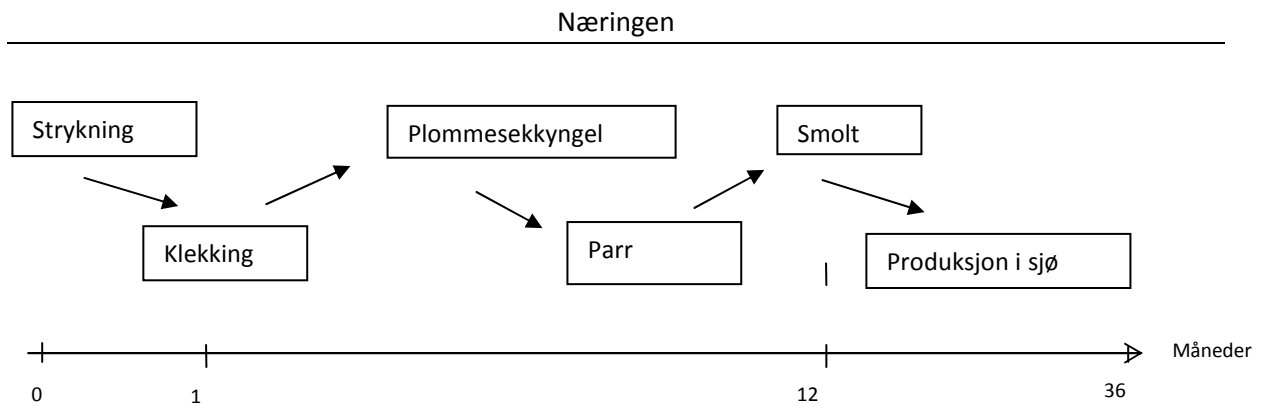 Næringen
Strykning
Plommesekkyngel
Smolt
Klekking
Parr
Produksjon i sjø
Måneder
0
1
12
36